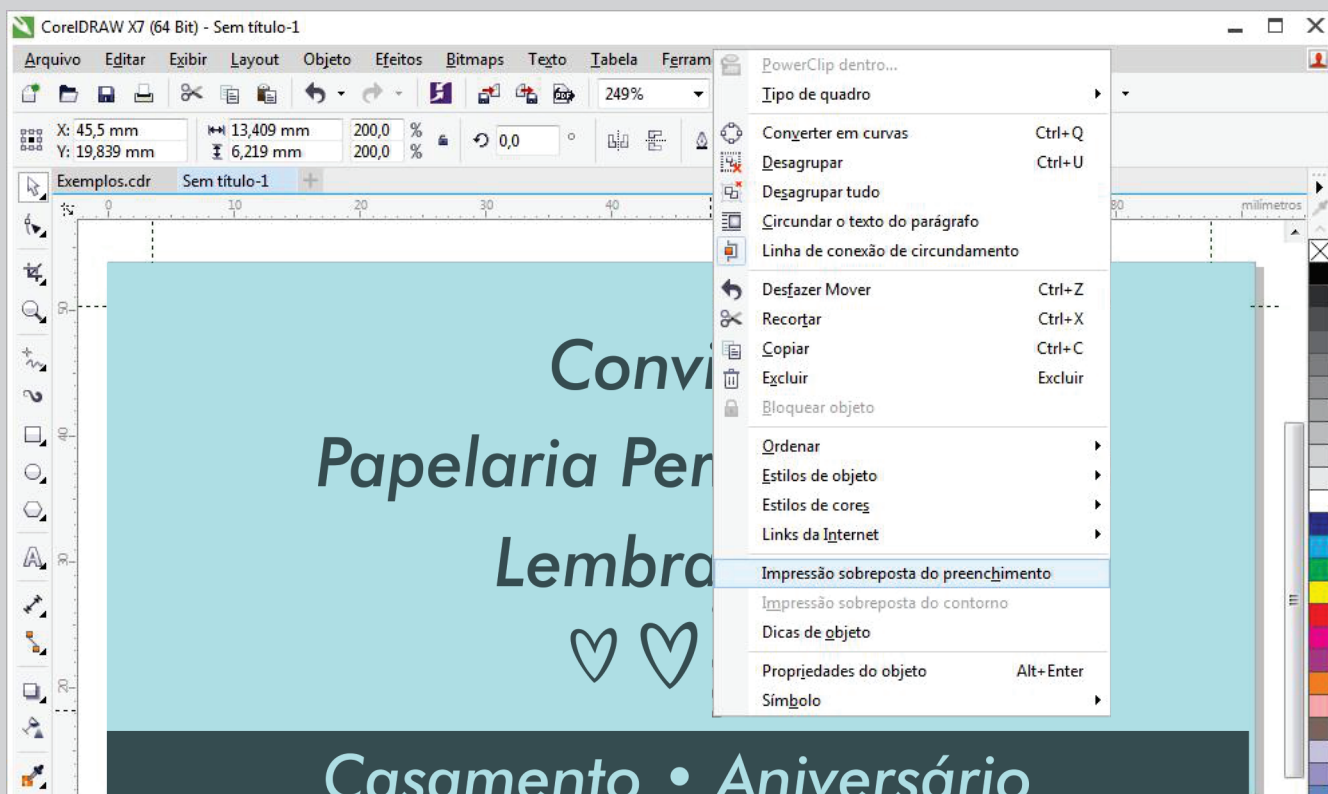 CorelDRAW X7 (64 Bit) - Sem título-1
Arquivo Editar Exibir Layout Objeto Efeitos Bitmaps Texto Tabela Ferram
249%
X: 45,5 mm 13,409 mm 200,0 % 0,0 °
Y: 19,839 mm 6,219 mm 200,0 %
Exemplos.cdr Sem título-1
0 10 20 30 40 80 milímetros
50
40
30
20
Convi
Papelaria Per
Lembra
Casamento • Aniversário
PowerClip dentro...
Tipo de quadro
Converter em curvas Ctrl+Q
Desagrupar Ctrl+U
Desagrupar tudo
Circundar o texto do parágrafo
Linha de conexão de circundamento
Desfazer Mover Ctrl+Z
Recortar Ctrl+X
Copiar Ctrl+C
Excluir Excluir
Bloquear objeto
Ordenar
Estilos de objeto
Estilos de cores
Links da Internet
Impressão sobreposta do preenchimento
Impressão sobreposta do contorno
Dicas de objeto
Propriedades do objeto Alt+Enter
Símbolo